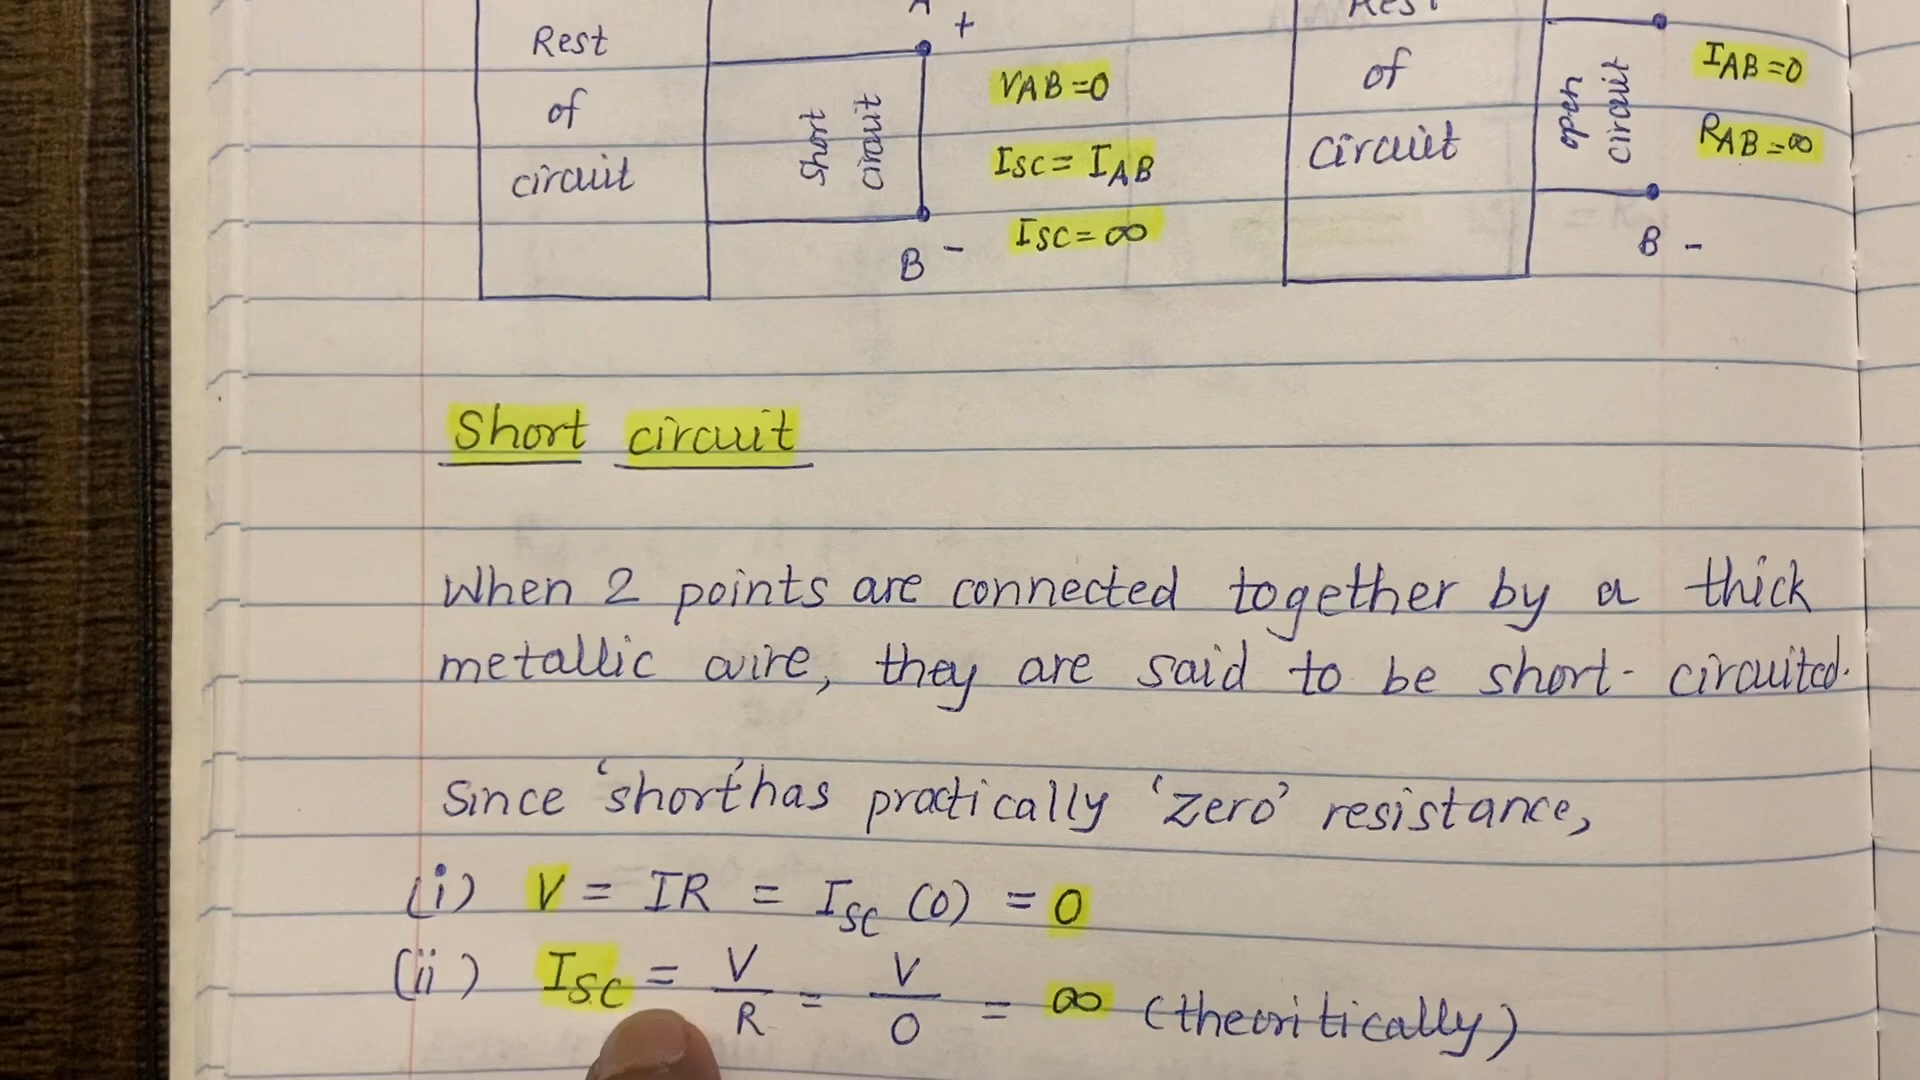 A +
Rest
of
circuit
short
circuit
VAB=0
ISC= IAB
ISC=∞
B -
Rest
of
circuit
open
circuit
IAB=0
RAB=∞
B -
Short circuit
When 2 points are connected together by a thick
metallic wire, they are said to be short-circuited.
Since 'short' has practically 'zero' resistance,
(i) V = IR = ISC (0) = 0
(ii) ISC = V/R = V/0 = ∞ (theoritically)